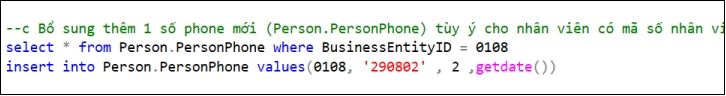 --c Bổ sung thêm 1 số phone mới (Person.PersonPhone) tùy ý cho nhân viên có mã số nhân
select * from Person.PersonPhone where BusinessEntityID = 0108
insert into Person.PersonPhone values(0108, '290802' , 2 ,getdate())